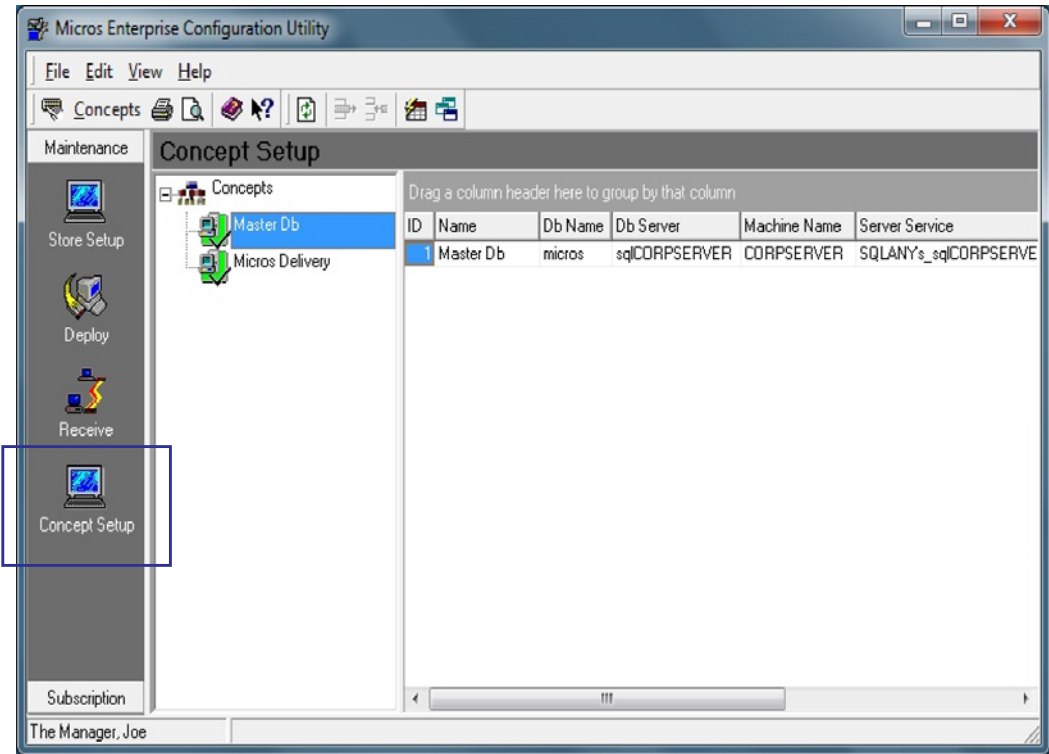 Micros Enterprise Configuration Utility
File Edit View Help
Concepts
Maintenance
Concept Setup
Store Setup
Deploy
Receive
Concept Setup
Subscription
Concepts
Master Db
Micros Delivery
Drag a column header here to group by that column
ID Name Db Name Db Server Machine Name Server Service
1 Master Db micros sqlCORPSERVER CORPSERVER SQLANYs_sqlCORPSERVE
The Manager, Joe